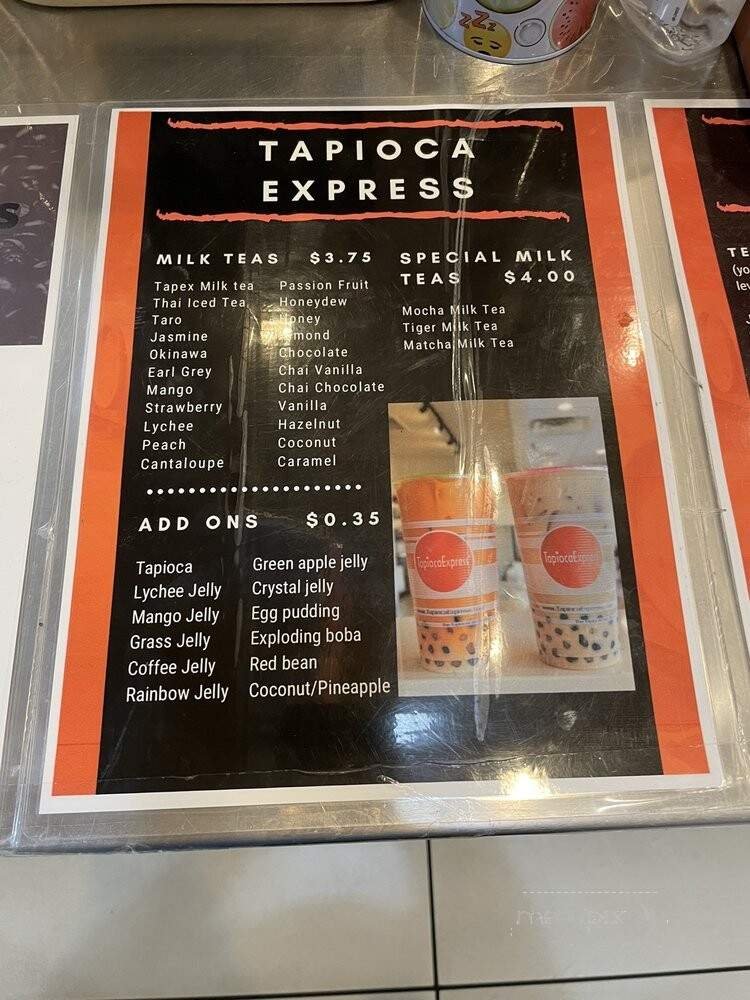 TAPIOCA
EXPRESS
MILK TEAS $3.75
Tapex Milk tea
Thai Iced Tea
Taro
Jasmine
Okinawa
Earl Grey
Mango
Strawberry
Lychee
Peach
Cantaloupe
Passion Fruit
Honeydew
Honey
Almond
Chocolate
Chai Vanilla
Chai Chocolate
Vanilla
Hazelnut
Coconut
Caramel
SPECIAL MILK
TEAS $4.00
Mocha Milk Tea
Tiger Milk Tea
Matcha Milk Tea
ADD ONS $0.35
Tapioca
Lychee Jelly
Mango Jelly
Grass Jelly
Coffee Jelly
Rainbow Jelly
Green apple jelly
Crystal jelly
Egg pudding
Exploding boba
Red bean
Coconut/Pineapple
TapiocaExpress
TapiocaExpress
S
TE
(yo
lev
ZZZ